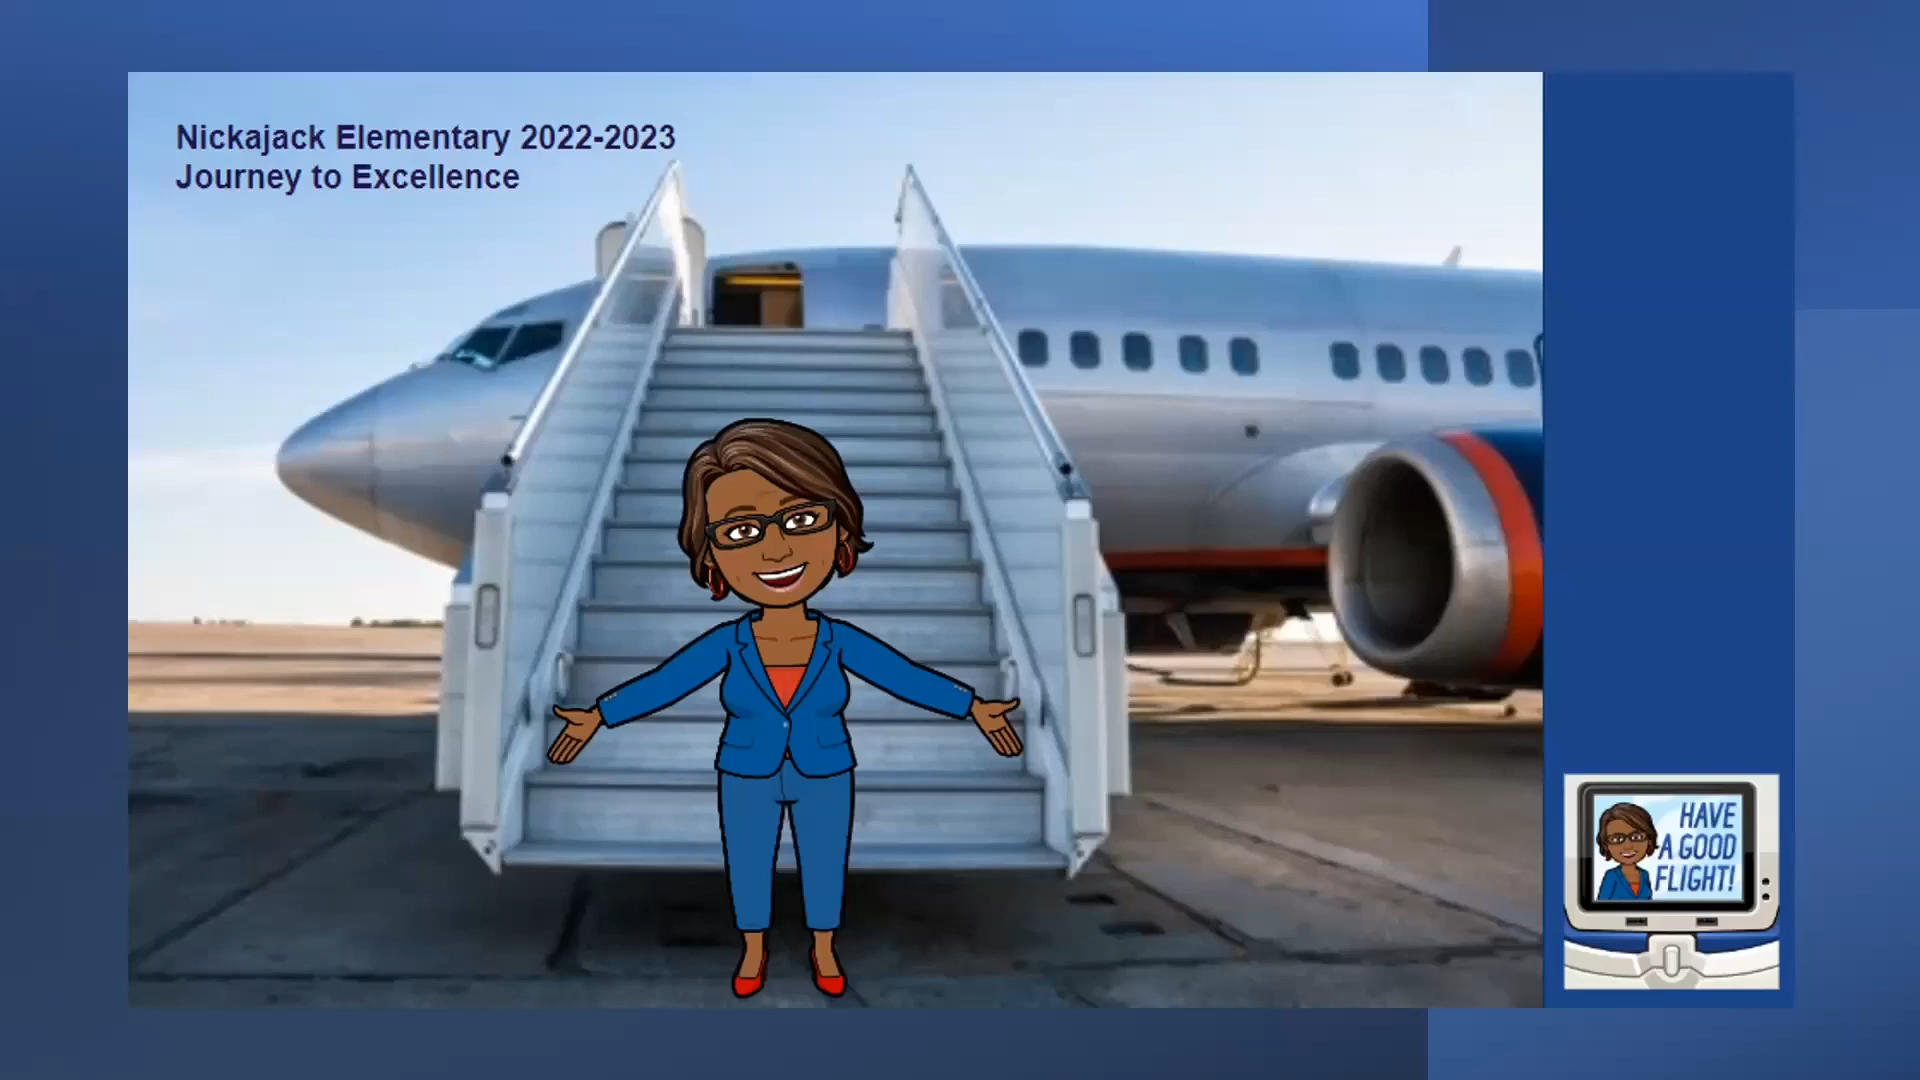 Nickajack Elementary 2022-2023
Journey to Excellence
HAVE
A GOOD
FLIGHT!